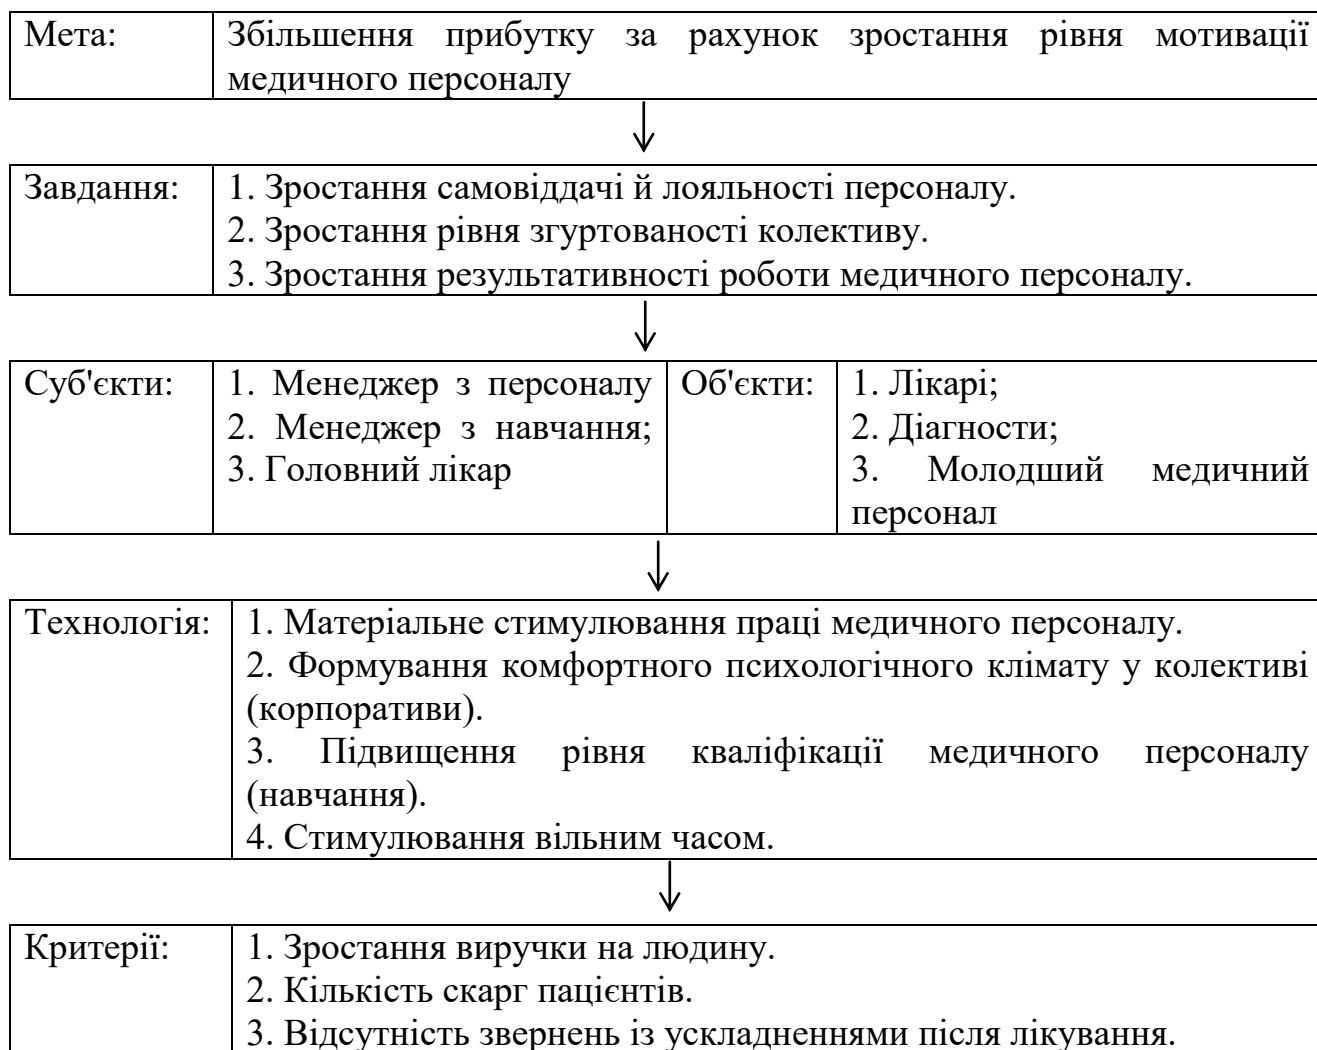 Мета: Збільшення прибутку за рахунок зростання рівня мотивації
медичного персоналу
Завдання: 1. Зростання самовіддачі й лояльності персоналу.
2. Зростання рівня згуртованості колективу.
3. Зростання результативності роботи медичного персоналу.
Суб'єкти: 1. Менеджер з персоналу
2. Менеджер з навчання;
3. Головний лікар
Об'єкти: 1. Лікарі;
2. Діагности;
3. Молодший медичний
персонал
Технологія: 1. Матеріальне стимулювання праці медичного персоналу.
2. Формування комфортного психологічного клімату у колективі
(корпоративи).
3. Підвищення рівня кваліфікації медичного персоналу
(навчання).
4. Стимулювання вільним часом.
Критерії: 1. Зростання виручки на людину.
2. Кількість скарг пацієнтів.
3. Відсутність звернень із ускладненнями після лікування.